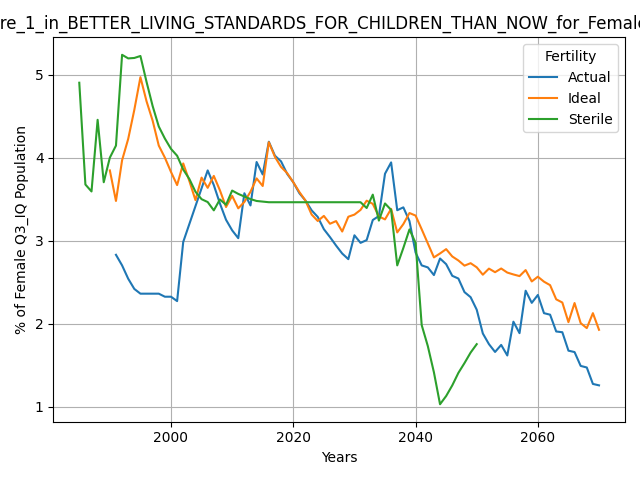 re_1_in_BETTER_LIVING_STANDARDS_FOR_CHILDREN_THAN_NOW_for_Female
Fertility
Actual
Ideal
Sterile
5
4
3
2
1
% of Female Q3_IQ Population
2000 2020 2040 2060
Years